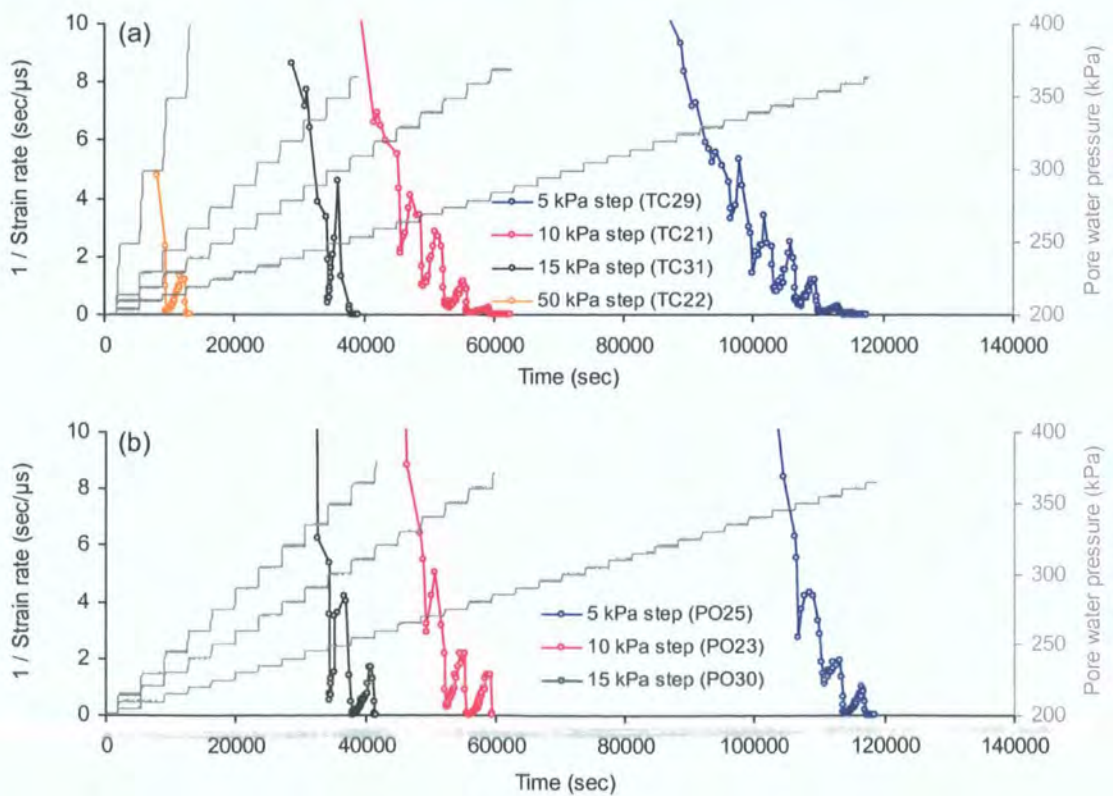 (a)
1 / Strain rate (sec/µs)
10
8
6
4
2
0
0 20000 40000 60000 80000 100000 120000 140000
Time (sec)
400
350
300
250
200
Pore water pressure (kPa)
5 kPa step (TC29)
10 kPa step (TC21)
15 kPa step (TC31)
50 kPa step (TC22)
(b)
1 / Strain rate (sec/µs)
10
8
6
4
2
0
0 20000 40000 60000 80000 100000 120000 140000
Time (sec)
400
350
300
250
200
Pore water pressure (kPa)
5 kPa step (PO25)
10 kPa step (PO23)
15 kPa step (PO30)